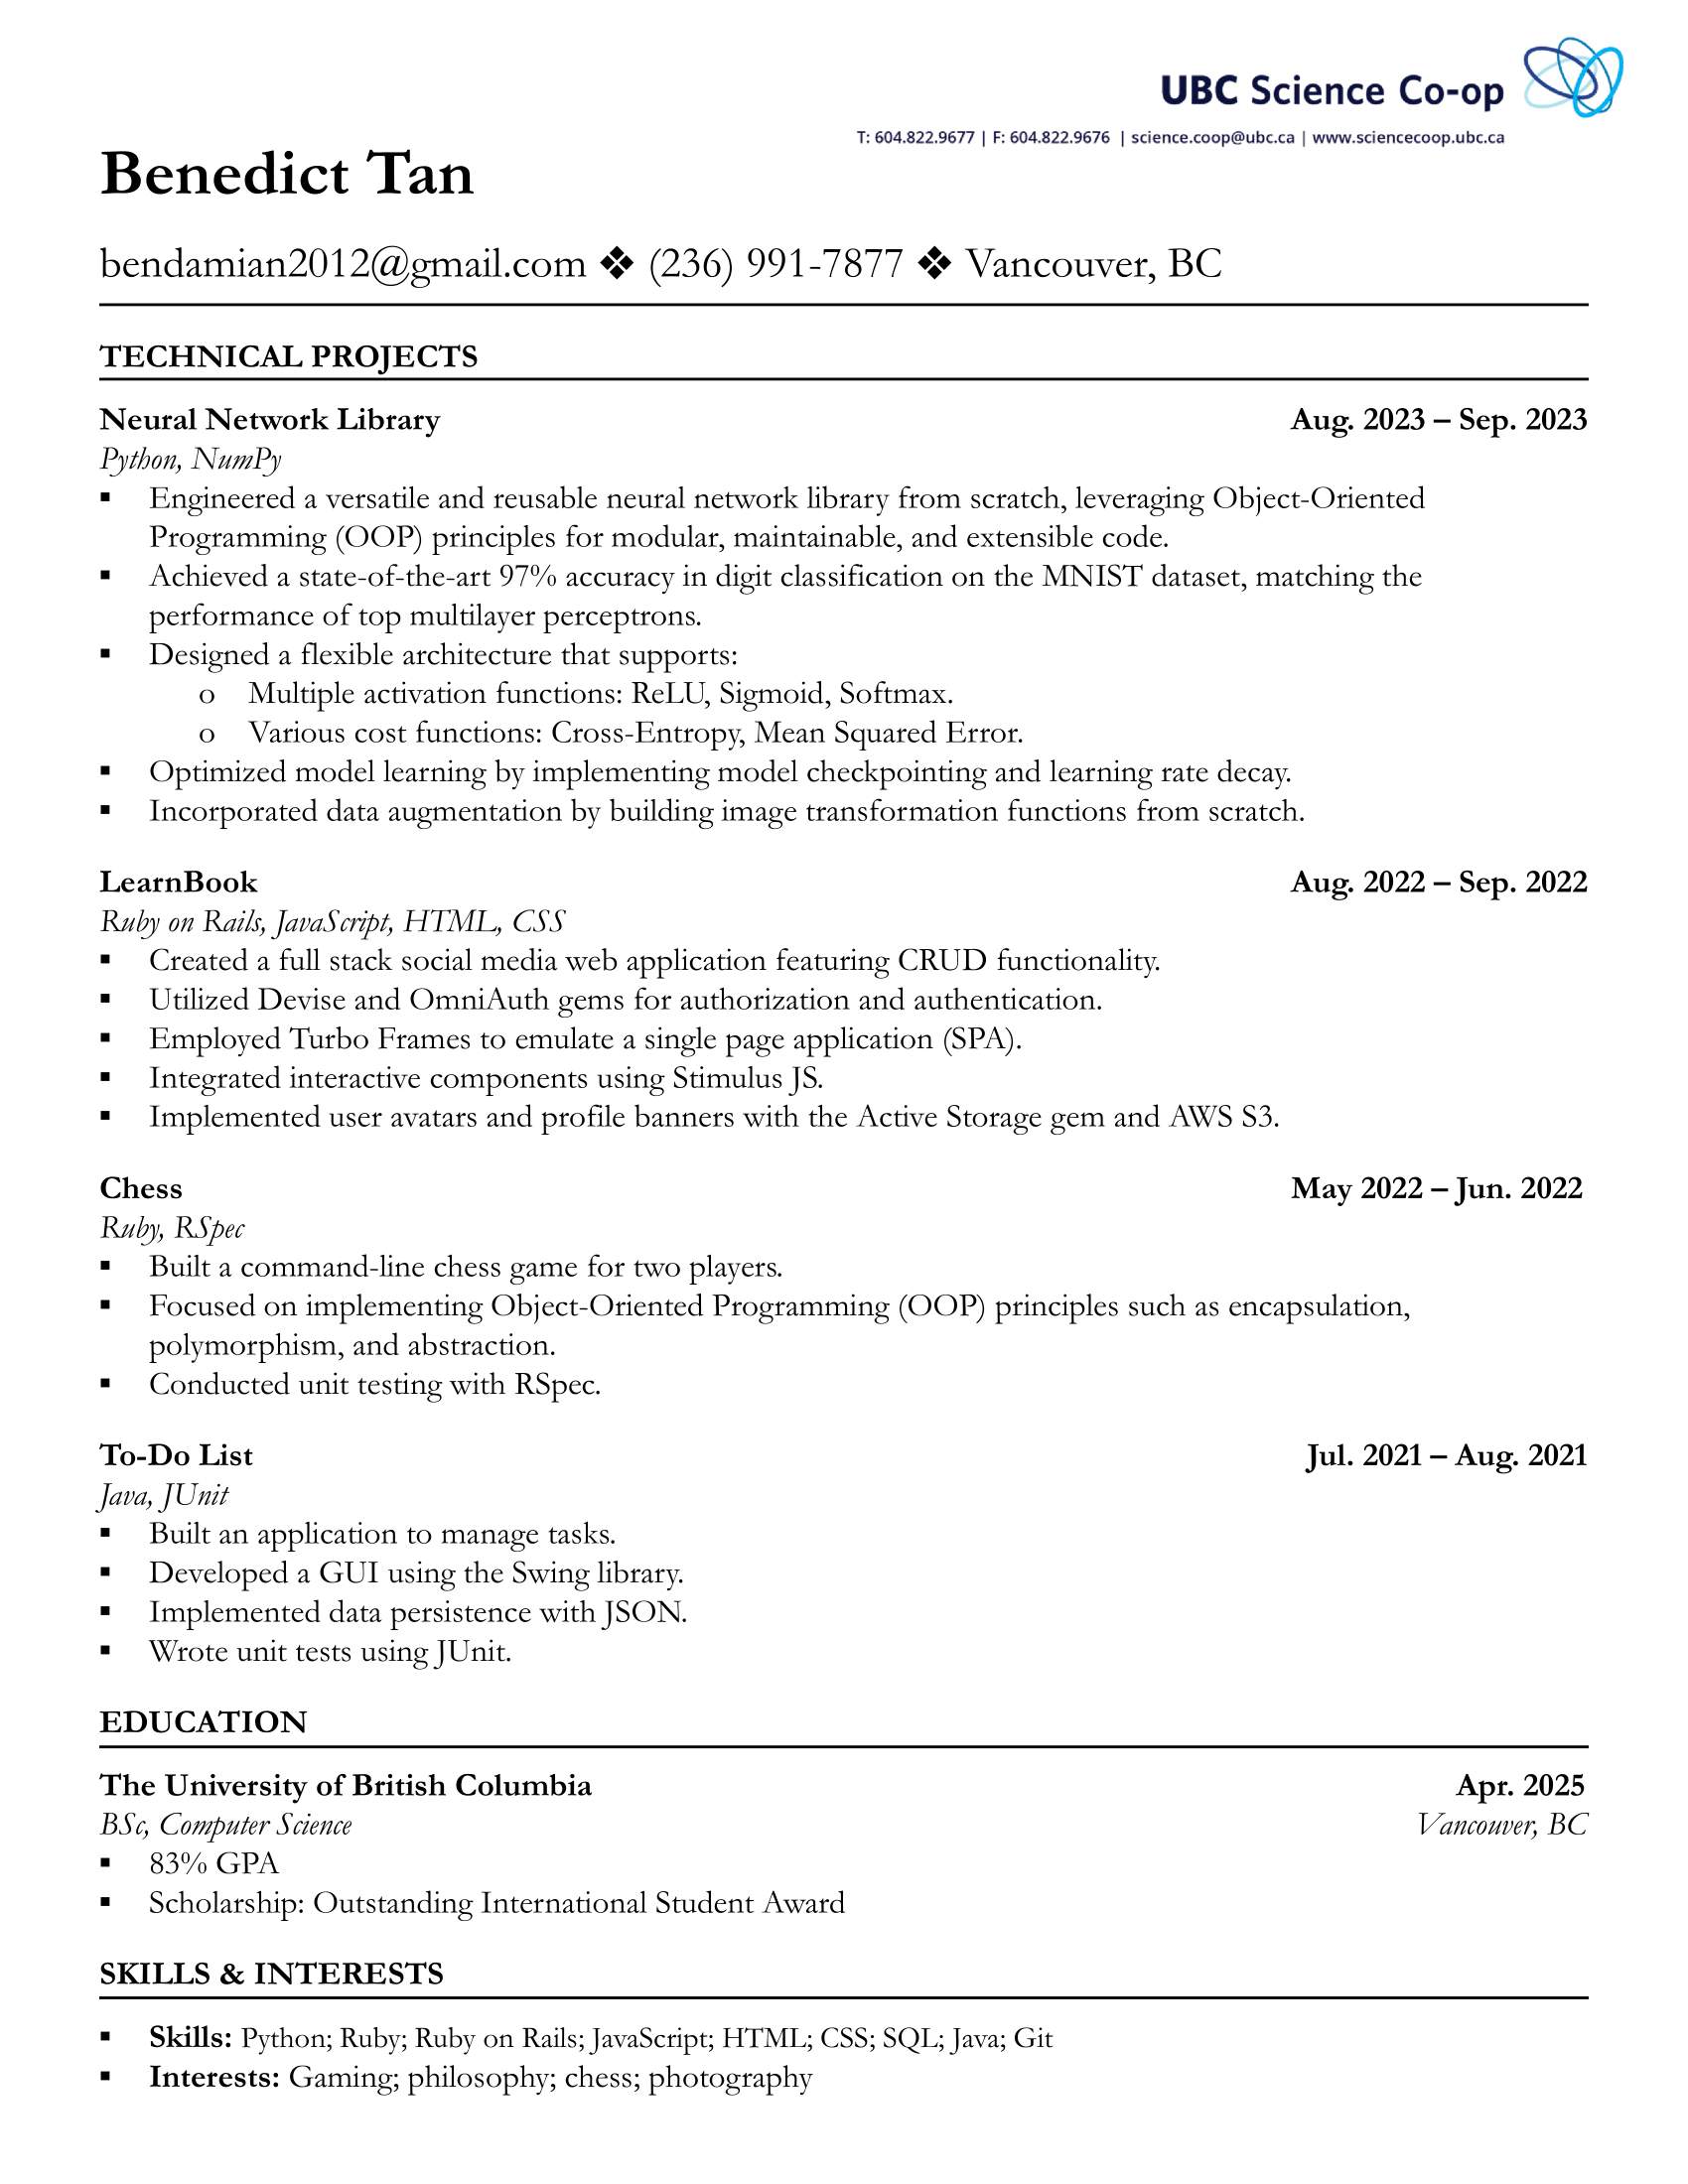 UBC Science Co-op
T: 604.822.9677 | F: 604.822.9676 | science.coop@ubc.ca | www.sciencecoop.ubc.ca
Benedict Tan
bendamian2012@gmail.com ❖ (236) 991-7877 ❖ Vancouver, BC
TECHNICAL PROJECTS
Neural Network Library Aug. 2023 – Sep. 2023
Python, NumPy
▪ Engineered a versatile and reusable neural network library from scratch, leveraging Object-Oriented
Programming (OOP) principles for modular, maintainable, and extensible code.
▪ Achieved a state-of-the-art 97% accuracy in digit classification on the MNIST dataset, matching the
performance of top multilayer perceptrons.
▪ Designed a flexible architecture that supports:
o Multiple activation functions: ReLU, Sigmoid, Softmax.
o Various cost functions: Cross-Entropy, Mean Squared Error.
▪ Optimized model learning by implementing model checkpointing and learning rate decay.
▪ Incorporated data augmentation by building image transformation functions from scratch.
LearnBook Aug. 2022 – Sep. 2022
Ruby on Rails, JavaScript, HTML, CSS
▪ Created a full stack social media web application featuring CRUD functionality.
▪ Utilized Devise and OmniAuth gems for authorization and authentication.
▪ Employed Turbo Frames to emulate a single page application (SPA).
▪ Integrated interactive components using Stimulus JS.
▪ Implemented user avatars and profile banners with the Active Storage gem and AWS S3.
Chess May 2022 – Jun. 2022
Ruby, RSpec
▪ Built a command-line chess game for two players.
▪ Focused on implementing Object-Oriented Programming (OOP) principles such as encapsulation,
polymorphism, and abstraction.
▪ Conducted unit testing with RSpec.
To-Do List Jul. 2021 – Aug. 2021
Java, JUnit
▪ Built an application to manage tasks.
▪ Developed a GUI using the Swing library.
▪ Implemented data persistence with JSON.
▪ Wrote unit tests using JUnit.
EDUCATION
The University of British Columbia Apr. 2025
BSc, Computer Science Vancouver, BC
▪ 83% GPA
▪ Scholarship: Outstanding International Student Award
SKILLS & INTERESTS
▪ Skills: Python; Ruby; Ruby on Rails; JavaScript; HTML; CSS; SQL; Java; Git
▪ Interests: Gaming; philosophy; chess; photography